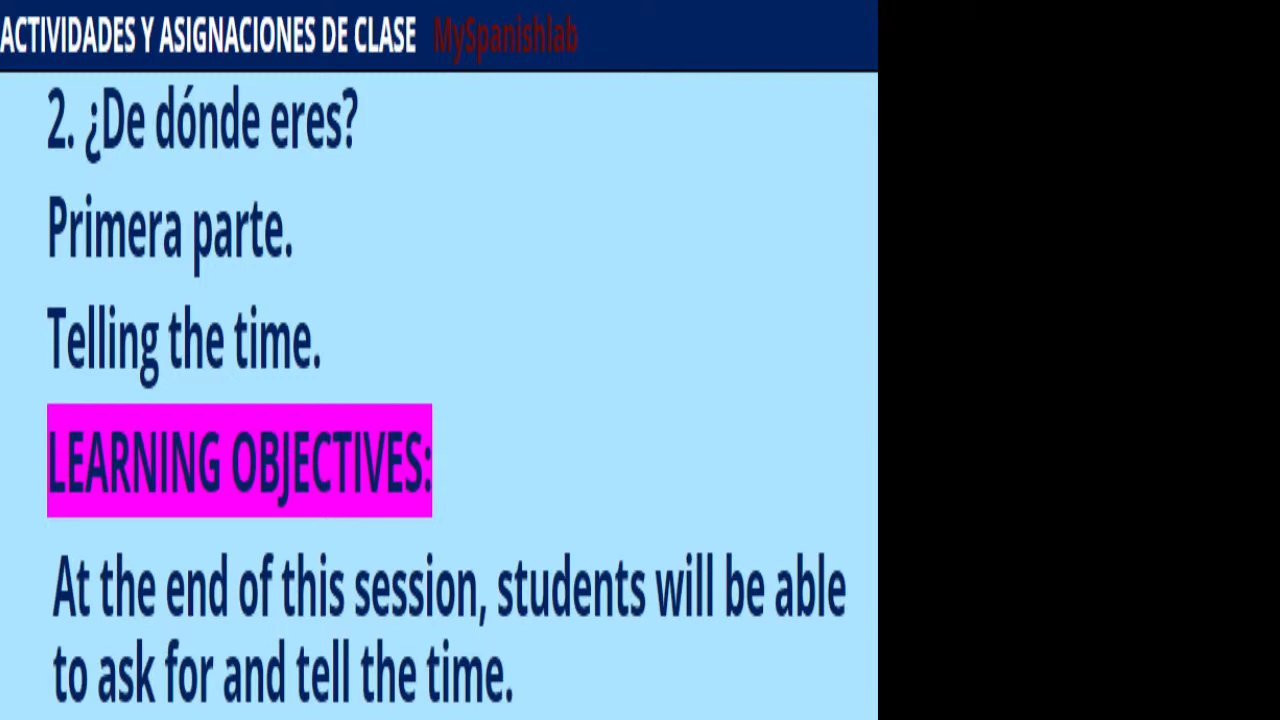 ACTIVIDADES Y ASIGNACIONES DE CLASE MySpanishlab
2. ¿De dónde eres?
Primera parte.
Telling the time.
LEARNING OBJECTIVES:
At the end of this session, students will be able
to ask for and tell the time.